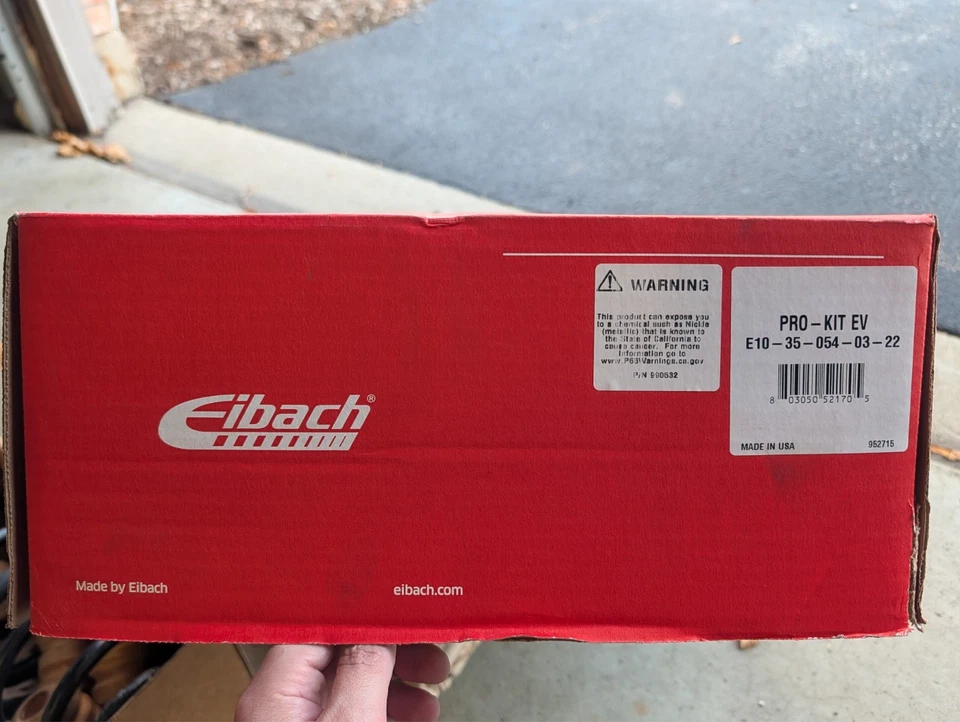 WARNING
This product can expose you
to a chemical such as Nickle
(metallic) that is known to
the State of California to
cause cancer. For more
information go to
www.P65Warnings.ca.gov
P/N 990532
PRO-KIT EV
E10-35-054-03-22
8 03050 52170 5
MADE IN USA 952715
Eibach®
Made by Eibach eibach.com